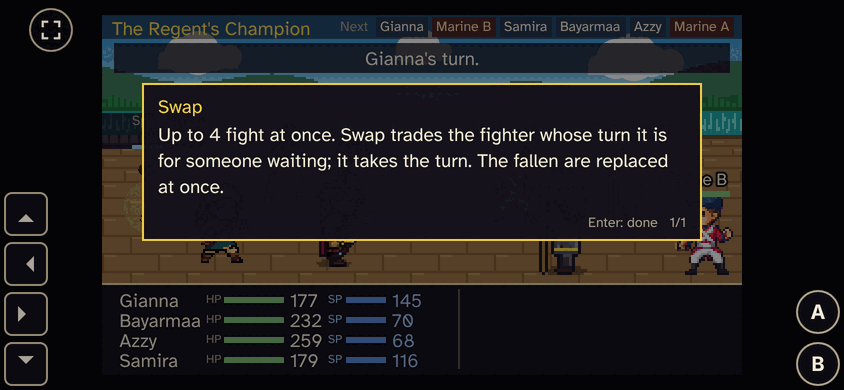 The Regent's Champion Next Gianna Marine B Samira Bayarmaa Azzy Marine A
Gianna's turn.
Swap
Up to 4 fight at once. Swap trades the fighter whose turn it is
for someone waiting; it takes the turn. The fallen are replaced
at once.
Enter: done 1/1
e B
Gianna HP 177 SP 145
Bayarmaa HP 232 SP 70
Azzy HP 259 SP 68
Samira HP 179 SP 116
A
B